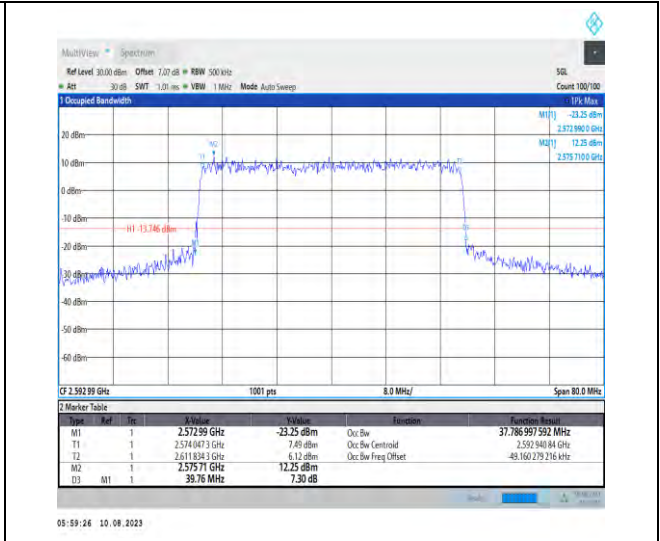 MultiView Spectrum
Ref Level 30.00 dBm Offset 7.07 dB RBW 500 kHz SGL
Att 30 dB SWT 1.01 ms VBW 1 MHz Mode Auto Sweep Count 100/100
1 Occupied Bandwidth 1Pk Max
M1[1] -23.25 dBm
2.572 990 0 GHz
M2[1] 12.25 dBm
2.575 710 0 GHz
20 dBm
M2
T1
10 dBm
0 dBm
-10 dBm
H1 -13.746 dBm
-20 dBm
-30 dBm
-40 dBm
-50 dBm
-60 dBm
CF 2.592 99 GHz 1001 pts 8.0 MHz/ Span 80.0 MHz
2 Marker Table
Type Ref Trc X-Value Y-Value Function Function Result
M1 1 2.572 99 GHz -23.25 dBm Occ Bw 37.786 997 592 MHz
T1 1 2.574 047 3 GHz 7.49 dBm Occ Bw Centroid 2.592 940 84 GHz
T2 1 2.611 834 3 GHz 6.12 dBm Occ Bw Freq Offset -49.160 279 216 kHz
M2 1 2.575 71 GHz 12.25 dBm
D3 M1 1 39.76 MHz 7.30 dB
05:59:26 10.08.2023